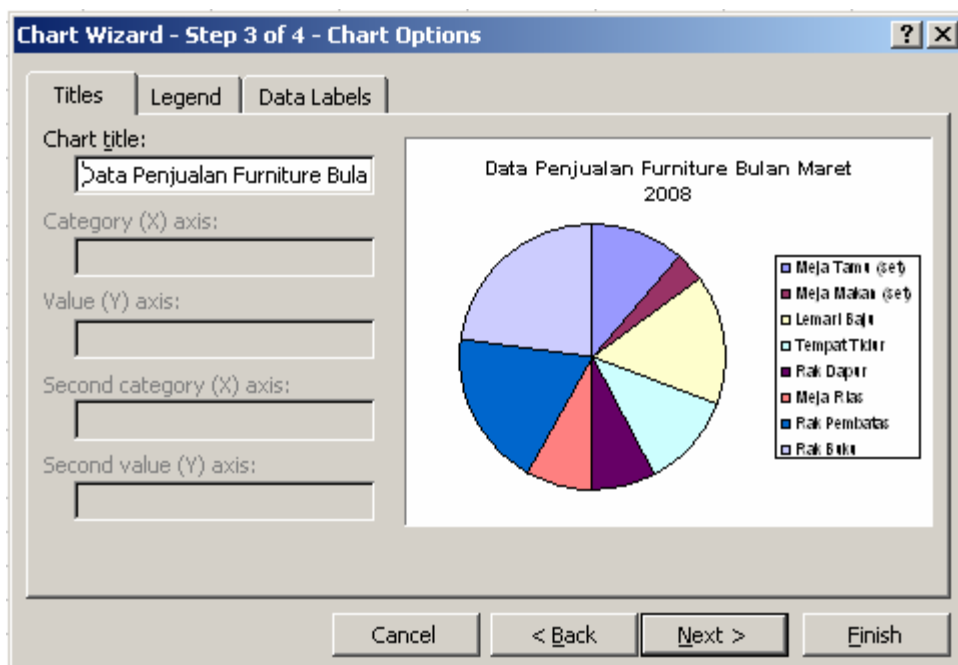 Chart Wizard - Step 3 of 4 - Chart Options
Titles
Legend
Data Labels
Chart title:
Data Penjualan Furniture Bula
Category (X) axis:
Value (Y) axis:
Second category (X) axis:
Second value (Y) axis:
Data Penjualan Furniture Bulan Maret
2008
Meja Tamu (set)
Meja Makan (set)
Lemari Baju
Tempat Tidur
Rak Dapur
Meja Rias
Rak Pembatas
Rak Buku
Cancel
< Back
Next >
Finish